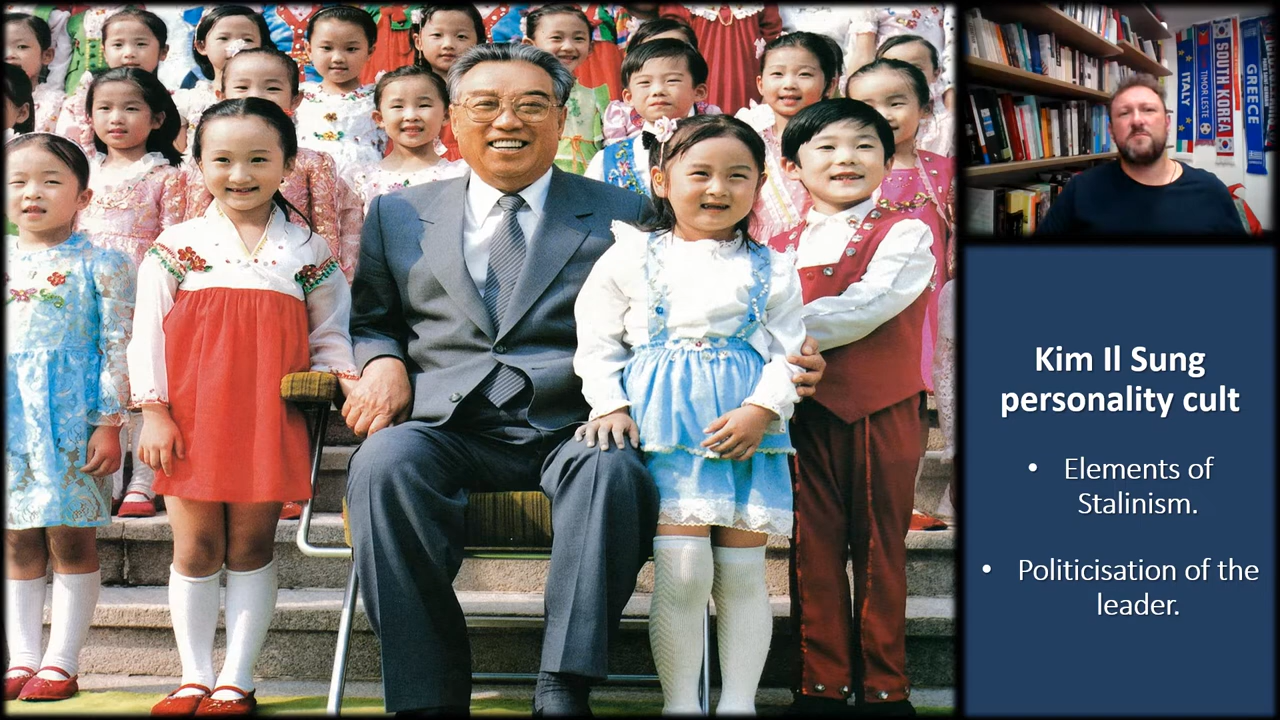 ITALY
TIMOR LESTE
SOUTH KOREA
GREECE
Kim Il Sung
personality cult
• Elements of
Stalinism.
• Politicisation of the
leader.